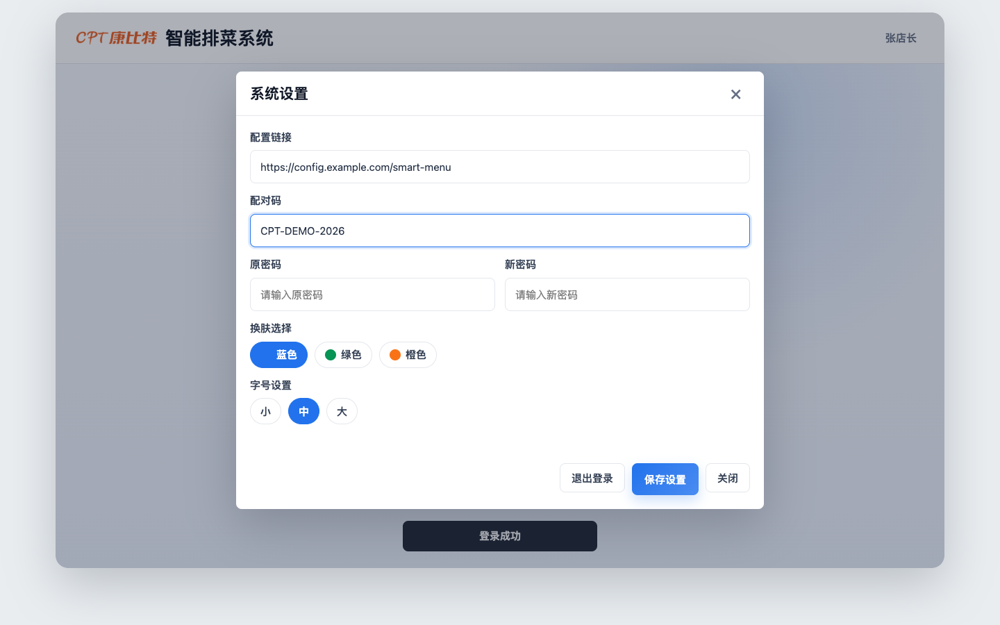 CPT 康比特 智能排菜系统
张店长
系统设置
×
配置链接
https://config.example.com/smart-menu
配对码
CPT-DEMO-2026
原密码 新密码
请输入原密码 请输入新密码
换肤选择
蓝色 绿色 橙色
字号设置
小 中 大
退出登录 保存设置 关闭
登录成功